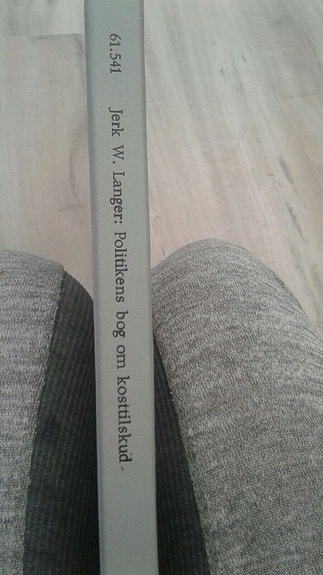 61.541 Jerk W. Langer: Politikens bog om kosttilskud-